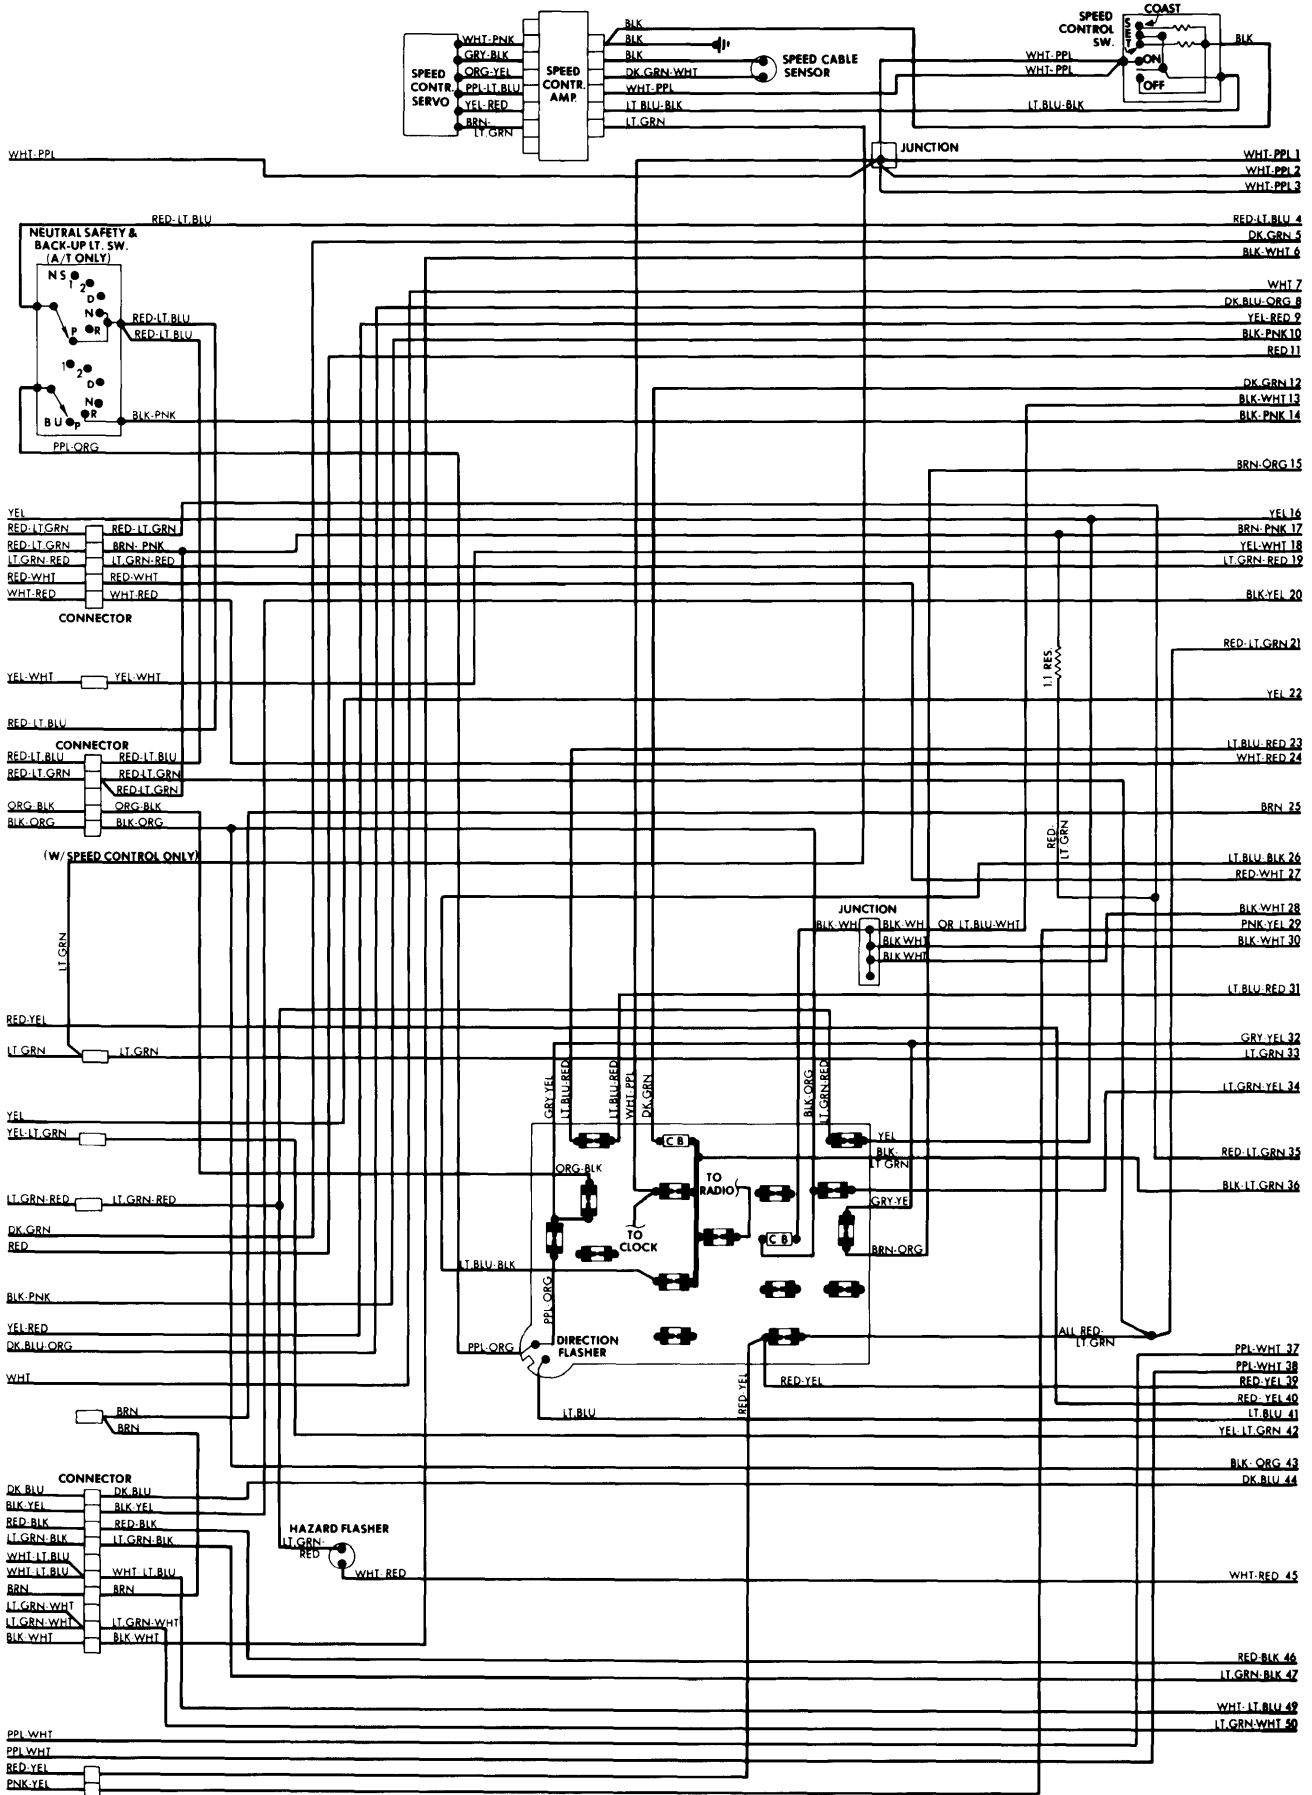 COAST
SPEED
CONTROL
SW.
S
E
T
ON
OFF
BLK
WHT-PPL
WHT-PPL
LT.BLU-BLK
BLK
BLK
BLK
DK.GRN-WHT
WHT-PPL
LT BLU-BLK
LT.GRN
SPEED CABLE
SENSOR
SPEED
CONTR.
AMP.
SPEED
CONTR.
SERVO
WHT-PNK
GRY-BLK
ORG-YEL
PPL-LT.BLU
YEL-RED
BRN-
LT.GRN
JUNCTION
WHT-PPL
WHT-PPL 1
WHT-PPL 2
WHT-PPL 3
RED-LT.BLU
RED-LT.BLU 4
DK.GRN 5
BLK-WHT 6
NEUTRAL SAFETY &
BACK-UP LT. SW.
(A/T ONLY)
N S
1
2
D
N
R
P
RED-LT.BLU
RED-LT BLU
1
2
D
N
R
B U
P
BLK-PNK
PPL-ORG
WHT 7
DK.BLU-ORG 8
YEL-RED 9
BLK-PNK 10
RED 11
DK.GRN 12
BLK-WHT 13
BLK-PNK 14
BRN-ORG 15
YEL
YEL 16
RED-LTGRN
RED-LT.GRN
BRN-PNK 17
RED-LT.GRN
BRN- PNK
YEL-WHT 18
LT.GRN-RED
LT.GRN-RED
LT.GRN-RED 19
RED-WHT
RED-WHT
WHT-RED
WHT-RED
BLK-YEL 20
CONNECTOR
1.1 RES.
RED-LT.GRN 21
YEL-WHT
YEL-WHT
YEL 22
RED-LT.BLU
CONNECTOR
RED-LT.BLU
RED-LT.BLU
RED-LT.GRN
RED-LT.GRN
RED-LT.GRN
LT.BLU-RED 23
WHT-RED 24
ORG-BLK
ORG-BLK
BRN 25
BLK-ORG
BLK-ORG
RED-
LT.GRN
(W/SPEED CONTROL ONLY)
LT.BLU-BLK 26
RED-WHT 27
JUNCTION
BLK-WH
BLK-WH
OR LT.BLU-WHT
BLK WHT
BLK WHT
BLK-WHT 28
PNK-YEL 29
BLK-WHT 30
LT GRN
LT.BLU-RED 31
RED-YEL
GRY-YEL 32
LT GRN
LT.GRN
LT.GRN 33
GRY YEL
LT.BLU-RED
LT.BLU-RED
WHT-PPL
DK.GRN
BLK-ORG
LT.GRN-RED
LT.GRN-YEL 34
YEL
YEL-LT.GRN
C B
YEL
BLK-
LT GRN
RED-LT.GRN 35
ORG-BLK
TO
RADIO
BLK-LT.GRN 36
LT.GRN-RED
LT.GRN-RED
GRY-YE
TO
CLOCK
C B
BRN-ORG
DK.GRN
RED
LT.BLU-BLK
PPL-ORG
BLK-PNK
YEL-RED
DK.BLU-ORG
PPL-ORG
DIRECTION
FLASHER
ALL RED-
LT.GRN
PPL-WHT 37
PPL-WHT 38
WHT
RED-YEL
RED-YEL
RED-YEL 39
RED- YEL 40
BRN
LT.BLU
LT.BLU 41
BRN
YEL-LT.GRN 42
BLK- ORG 43
CONNECTOR
DK.BLU 44
DK BLU
DK.BLU
BLK-YEL
BLK-YEL
RED-BLK
RED-BLK
LT.GRN-BLK
LT.GRN-BLK
WHT-LT.BLU
WHT-LT.BLU
WHT LT.BLU
BRN
BRN
LT.GRN-WHT
LT.GRN-WHT
LT.GRN-WHT
BLK-WHT
BLK-WHT
HAZARD FLASHER
LT.GRN-
RED
WHT-RED
WHT-RED 45
RED-BLK 46
LT.GRN-BLK 47
WHT- LT.BLU 49
LT.GRN-WHT 50
PPL-WHT
PPL WHT
RED-YEL
PNK-YEL